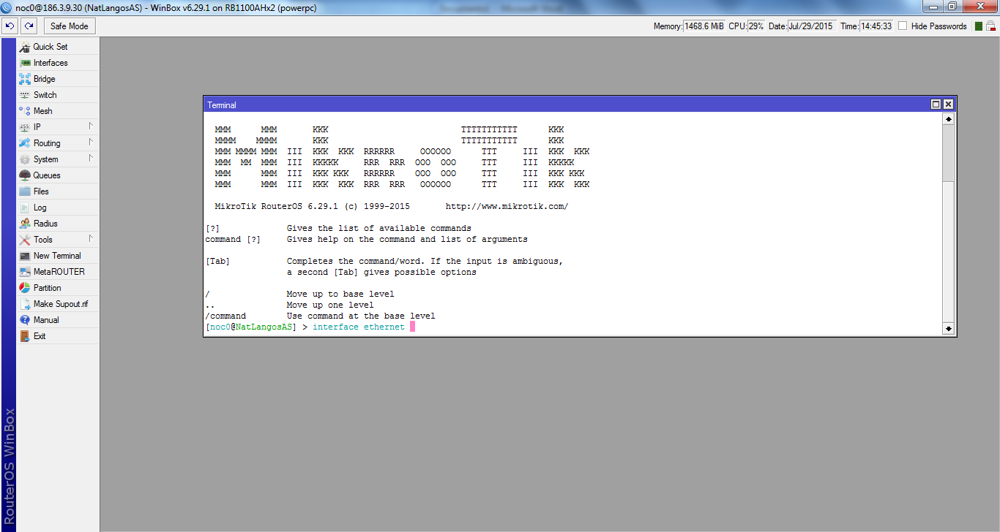 noc0@186.3.9.30 (NatLangosAS) - WinBox v6.29.1 on RB1100AHx2 (powerpc)
Safe Mode
Memory: 1468.6 MiB CPU: 29% Date: Jul/29/2015 Time: 14:45:33 Hide Passwords
Quick Set
Interfaces
Bridge
Switch
Mesh
255 IP
Routing
System
Queues
Files
Log
Radius
Tools
New Terminal
MetaROUTER
Partition
Make Supout.rif
Manual
Exit
RouterOS WinBox
Terminal
MMM      MMM       KKK                          TTTTTTTTTTT      KKK
MMMM    MMMM       KKK                          TTTTTTTTTTT      KKK
MMM MMMM MMM  III  KKK  KKK  RRRRRR     OOOOOO      TTT     III  KKK  KKK
MMM  MM  MMM  III  KKKKK     RRR  RRR  OOO  OOO     TTT     III  KKKKK
MMM      MMM  III  KKK KKK   RRRRRR    OOO  OOO     TTT     III  KKK KKK
MMM      MMM  III  KKK  KKK  RRR  RRR   OOOOOO      TTT     III  KKK  KKK
MikroTik RouterOS 6.29.1 (c) 1999-2015       http://www.mikrotik.com/
[?]             Gives the list of available commands
command [?]     Gives help on the command and list of arguments
[Tab]           Completes the command/word. If the input is ambiguous,
a second [Tab] gives possible options
/               Move up to base level
..              Move up one level
/command        Use command at the base level
[noc0@NatLangosAS] > interface ethernet